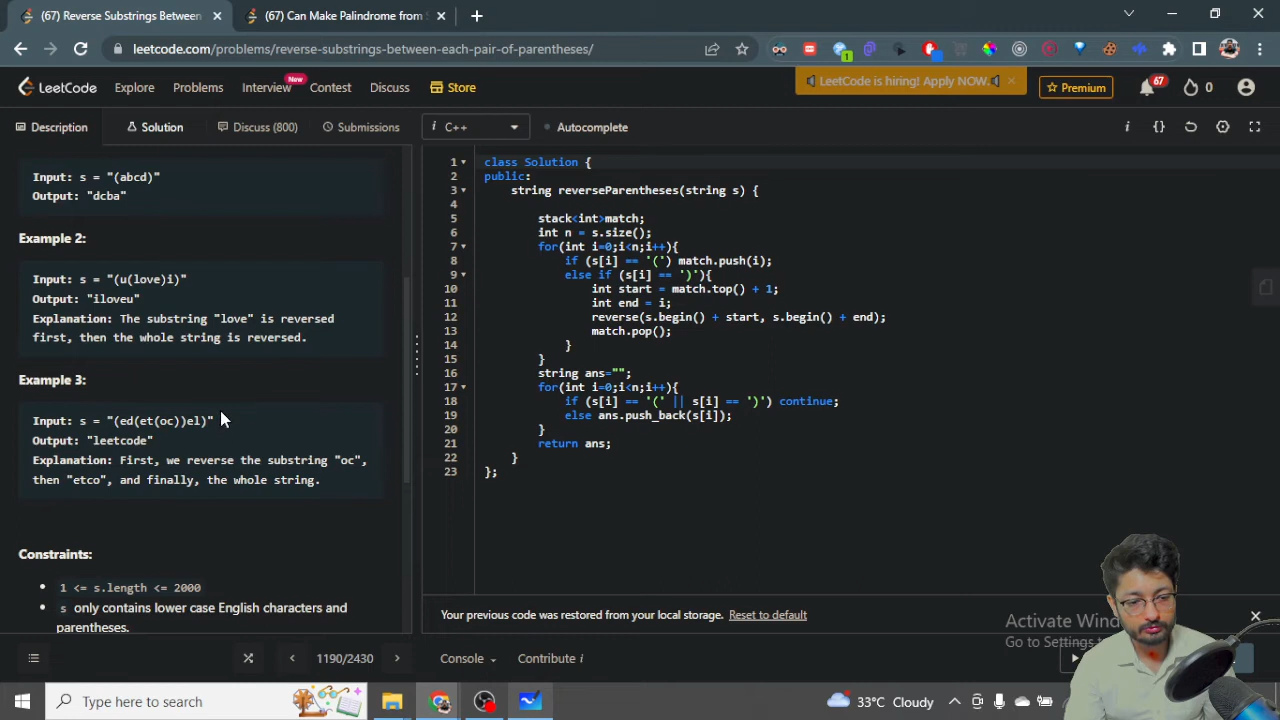 (67) Reverse Substrings Between
(67) Can Make Palindrome from S
leetcode.com/problems/reverse-substrings-between-each-pair-of-parentheses/
1
LeetCode
Explore
Problems
Interview
New
Contest
Discuss
Store
LeetCode is hiring! Apply NOW.
Premium
67
0
Description
Solution
Discuss (800)
Submissions
i C++
Autocomplete
i
{}
Input: s = "(abcd)"
Output: "dcba"
Example 2:
Input: s = "(u(love)i)"
Output: "iloveu"
Explanation: The substring "love" is reversed
first, then the whole string is reversed.
Example 3:
Input: s = "(ed(et(oc))el)"
Output: "leetcode"
Explanation: First, we reverse the substring "oc",
then "etco", and finally, the whole string.
Constraints:
1 <= s.length <= 2000
s only contains lower case English characters and
parentheses.
1 class Solution {
2 public:
3 string reverseParentheses(string s) {
4
5 stack<int>match;
6 int n = s.size();
7 for(int i=0;i<n;i++){
8 if (s[i] == '(') match.push(i);
9 else if (s[i] == ')'){
10 int start = match.top() + 1;
11 int end = i;
12 reverse(s.begin() + start, s.begin() + end);
13 match.pop();
14 }
15 }
16 string ans="";
17 for(int i=0;i<n;i++){
18 if (s[i] == '(' || s[i] == ')') continue;
19 else ans.push_back(s[i]);
20 }
21 return ans;
22 }
23 };
Your previous code was restored from your local storage. Reset to default
Activate Wind
Go to Settings t
1190/2430
Console
Contribute i
Type here to search
33°C Cloudy